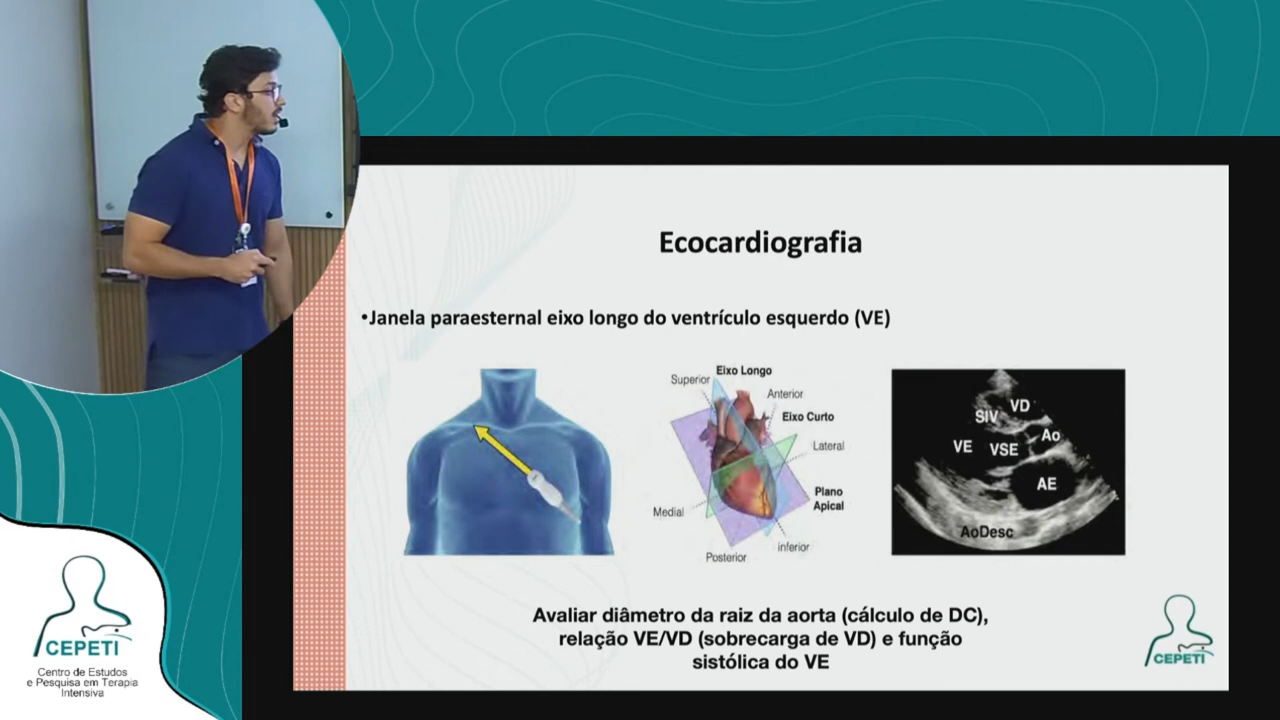 Ecocardiografia
•Janela paraesternal eixo longo do ventrículo esquerdo (VE)
Eixo Longo
Superior
Anterior
Eixo Curto
Lateral
Plano
Apical
Medial
inferior
Posterior
VD
SIV
Ao
VE
VSE
AE
AoDesc
Avaliar diâmetro da raiz da aorta (cálculo de DC),
relação VE/VD (sobrecarga de VD) e função
sistólica do VE
CEPETI
CEPETI
Centro de Estudos
e Pesquisa em Terapia
Intensiva